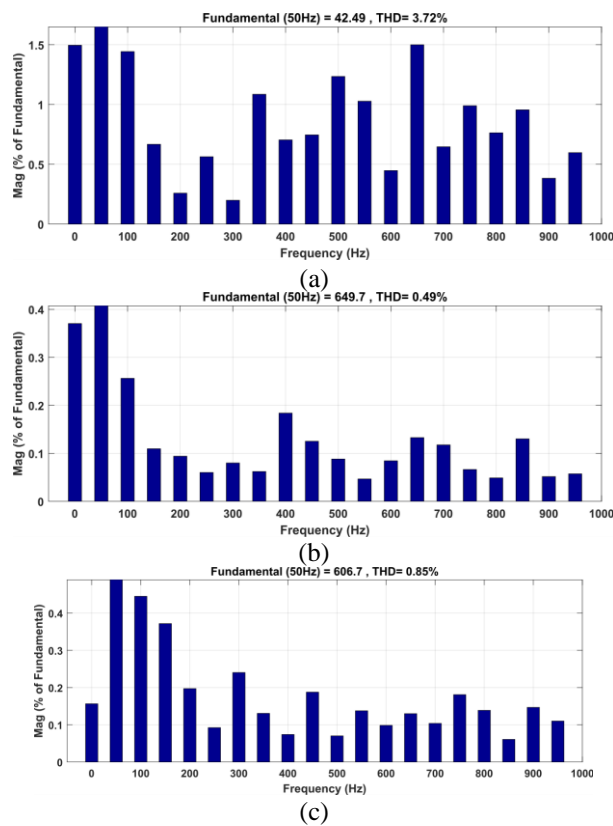 Fundamental (50Hz) = 42.49 , THD= 3.72%
1.5
1
0.5
0
Mag (% of Fundamental)
0 100 200 300 400 500 600 700 800 900 1000
Frequency (Hz)
(a)
Fundamental (50Hz) = 649.7 , THD= 0.49%
0.4
0.3
0.2
0.1
0
Mag (% of Fundamental)
0 100 200 300 400 500 600 700 800 900 1000
Frequency (Hz)
(b)
Fundamental (50Hz) = 606.7 , THD= 0.85%
0.4
0.3
0.2
0.1
0
Mag (% of Fundamental)
0 100 200 300 400 500 600 700 800 900 1000
Frequency (Hz)
(c)